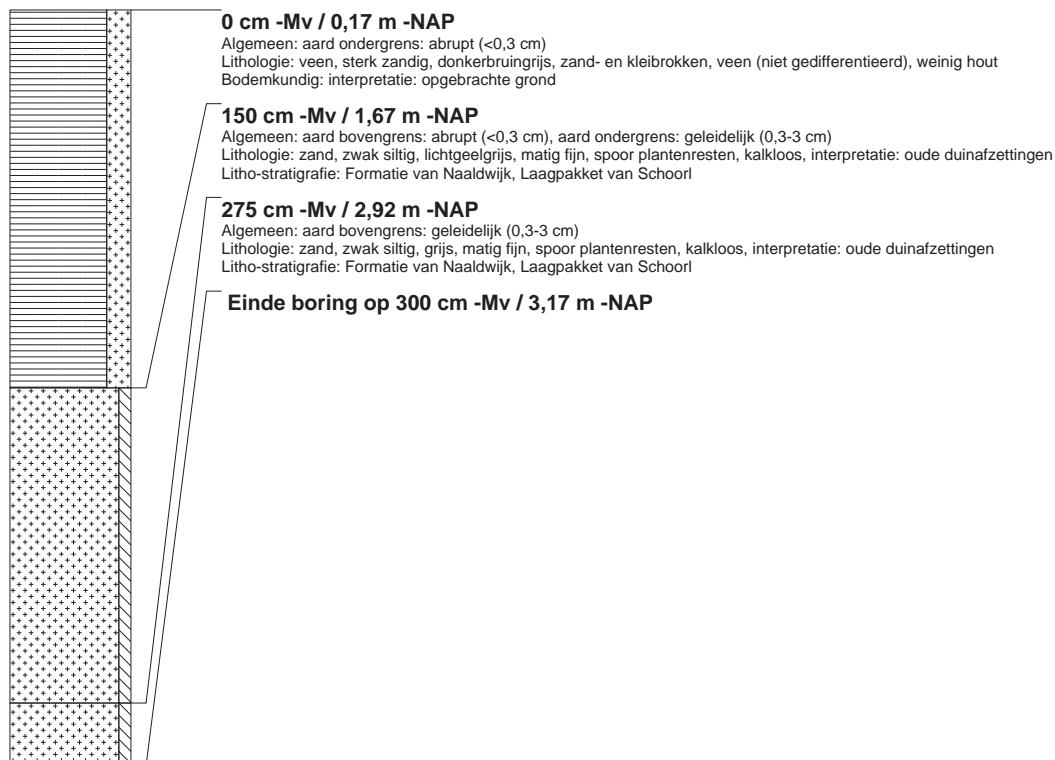 0 cm -Mv / 0,17 m -NAP
Algemeen: aard ondergrens: abrupt (<0,3 cm)
Lithologie: veen, sterk zandig, donkerbruingrijs, zand- en kleibrokken, veen (niet gedifferentieerd), weinig hout
Bodemkundig: interpretatie: opgebrachte grond
150 cm -Mv / 1,67 m -NAP
Algemeen: aard bovengrens: abrupt (<0,3 cm), aard ondergrens: geleidelijk (0,3-3 cm)
Lithologie: zand, zwak siltig, lichtgeelgrijs, matig fijn, spoor plantenresten, kalkloos, interpretatie: oude duinafzettingen
Litho-stratigrafie: Formatie van Naaldwijk, Laagpakket van Schoorl
275 cm -Mv / 2,92 m -NAP
Algemeen: aard bovengrens: geleidelijk (0,3-3 cm)
Lithologie: zand, zwak siltig, grijs, matig fijn, spoor plantenresten, kalkloos, interpretatie: oude duinafzettingen
Litho-stratigrafie: Formatie van Naaldwijk, Laagpakket van Schoorl
Einde boring op 300 cm -Mv / 3,17 m -NAP